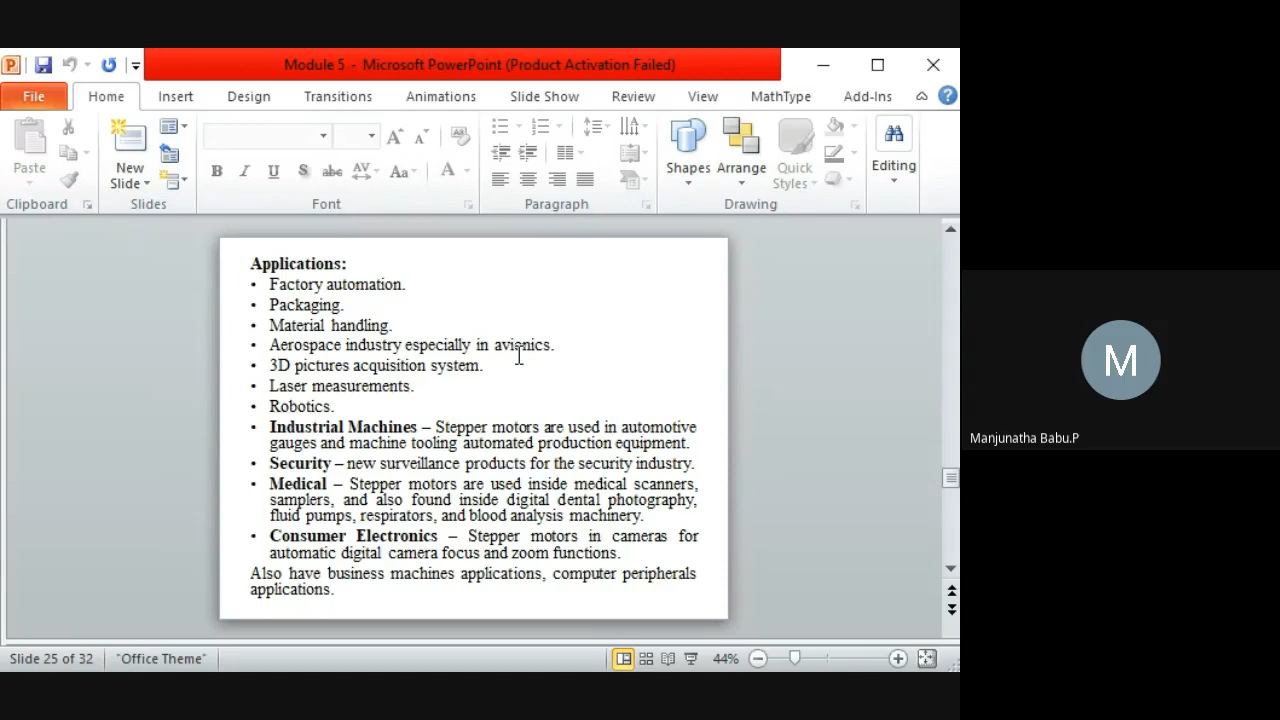 Module 5 - Microsoft PowerPoint (Product Activation Failed)
File Home Insert Design Transitions Animations Slide Show Review View MathType Add-Ins
Paste
New
Slide
Shapes Arrange Quick
Styles
Editing
Clipboard Slides Font Paragraph Drawing
Applications:
• Factory automation.
• Packaging.
• Material handling.
• Aerospace industry especially in avionics.
• 3D pictures acquisition system.
• Laser measurements.
• Robotics.
• Industrial Machines – Stepper motors are used in automotive
gauges and machine tooling automated production equipment.
• Security – new surveillance products for the security industry.
• Medical – Stepper motors are used inside medical scanners,
samplers, and also found inside digital dental photography,
fluid pumps, respirators, and blood analysis machinery.
• Consumer Electronics – Stepper motors in cameras for
automatic digital camera focus and zoom functions.
Also have business machines applications, computer peripherals
applications.
Slide 25 of 32 "Office Theme" 44%
M
Manjunatha Babu.P